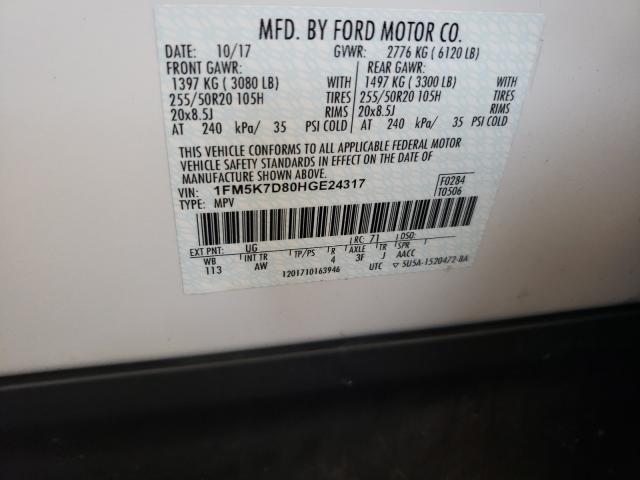 MFD. BY FORD MOTOR CO.
DATE: 10/17 GVWR: 2776 KG ( 6120 LB)
FRONT GAWR: REAR GAWR:
1397 KG ( 3080 LB) WITH 1497 KG ( 3300 LB) WITH
255/50R20 105H TIRES 255/50R20 105H TIRES
20x8.5J RIMS 20x8.5J RIMS
AT 240 kPa/ 35 PSI COLD AT 240 kPa/ 35 PSI COLD
THIS VEHICLE CONFORMS TO ALL APPLICABLE FEDERAL MOTOR
VEHICLE SAFETY STANDARDS IN EFFECT ON THE DATE OF
MANUFACTURE SHOWN ABOVE.
VIN: 1FM5K7D80HGE24317 F0284
TYPE: MPV T0506
EXT PNT: UG RC: 71 DSO:
WB INT TR TP/PS R AXLE TR SPR
113 AW 4 3F J AACC
1201710163946 UTC ▽ 5U5A-1520472-BA